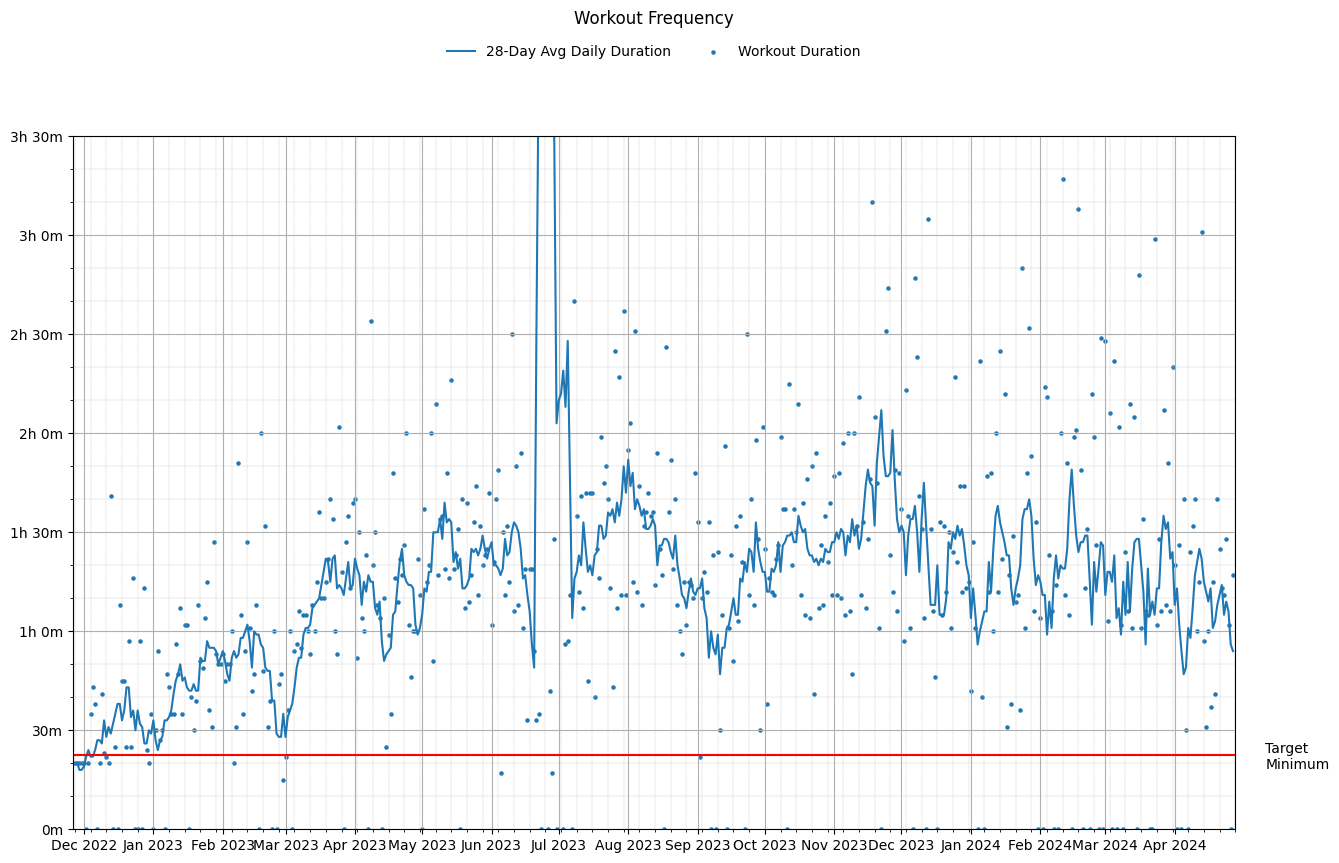 Workout Frequency
28-Day Avg Daily Duration
Workout Duration
3h 30m
3h 0m
2h 30m
2h 0m
1h 30m
1h 0m
30m
0m
Target
Minimum
Dec 2022 Jan 2023 Feb 2023 Mar 2023 Apr 2023 May 2023 Jun 2023 Jul 2023 Aug 2023 Sep 2023 Oct 2023 Nov 2023 Dec 2023 Jan 2024 Feb 2024 Mar 2024 Apr 2024